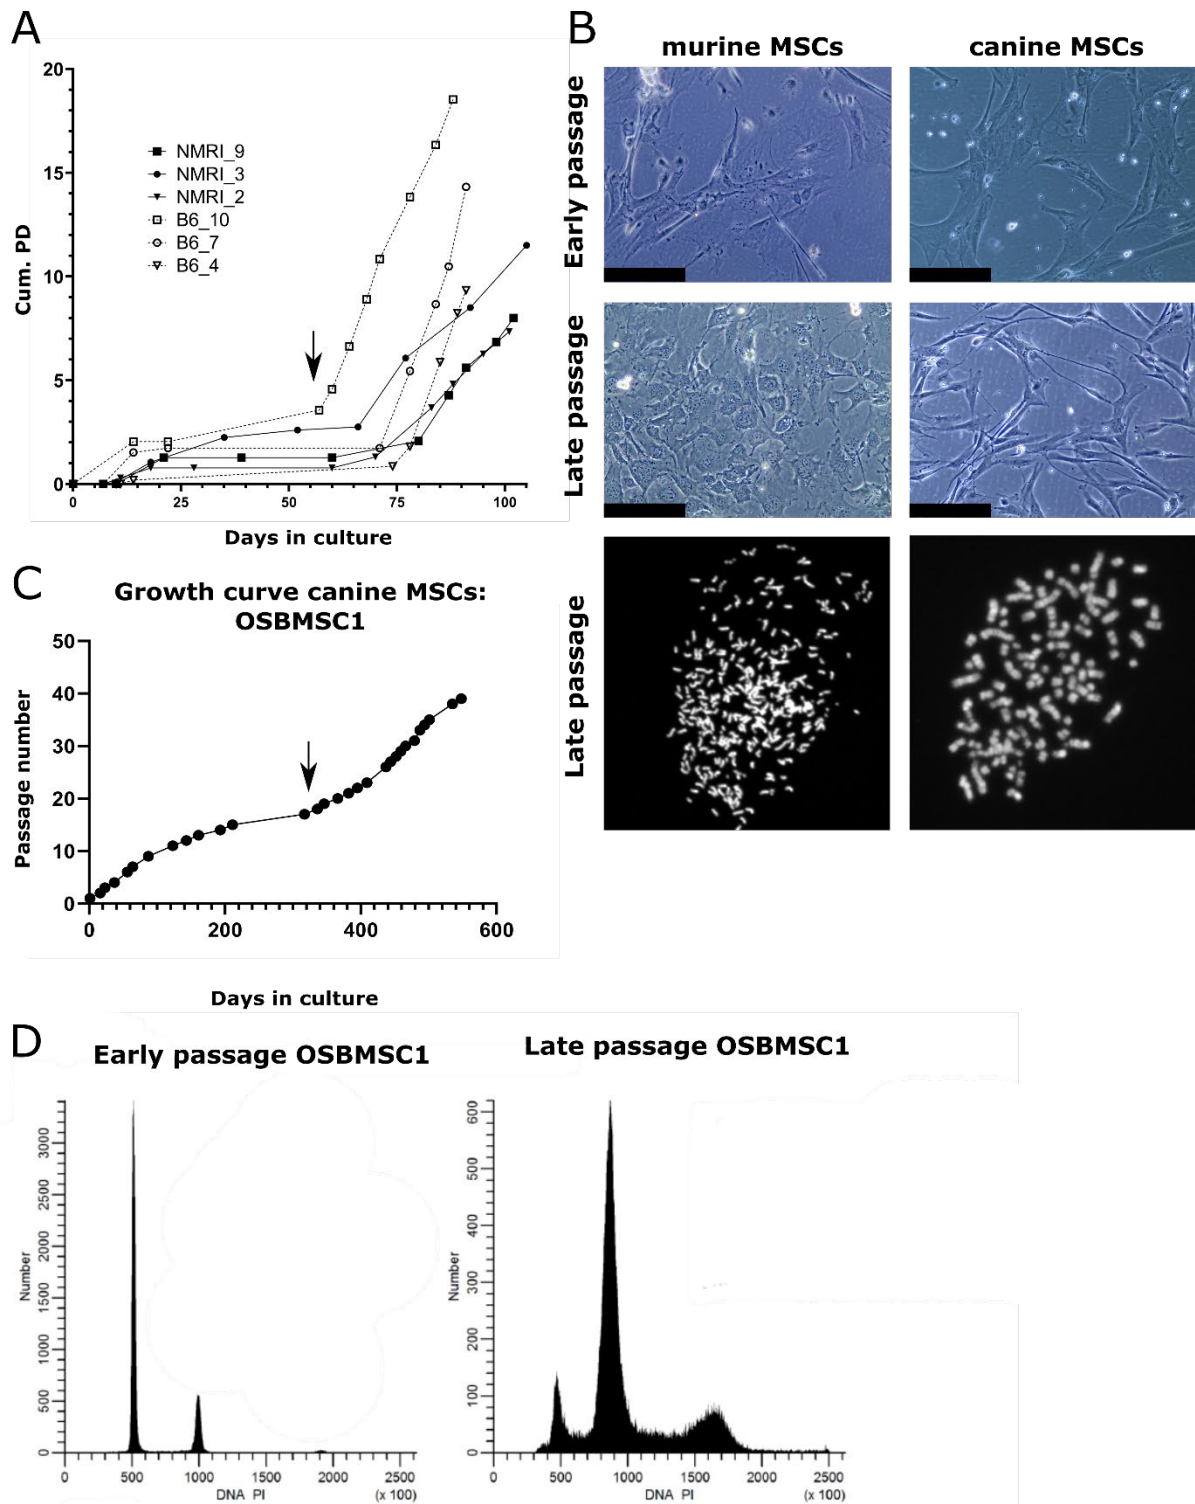 A
20
15
10
5
0
Cum. PD
NMRI_9
NMRI_3
NMRI_2
B6_10
B6_7
B6_4
0 25 50 75 100
Days in culture
B
murine MSCs canine MSCs
Early passage
Late passage
Late passage
C
Growth curve canine MSCs:
OSBMSC1
50
40
30
20
10
0
Passage number
0 200 400 600
Days in culture
D
Early passage OSBMSC1
3000
2500
2000
1500
1000
500
0
Number
0 500 1000 1500 2000 2500
DNA PI (x 100)
Late passage OSBMSC1
600
500
400
300
200
100
0
Number
0 500 1000 1500 2000 2500
DNA PI (x 100)